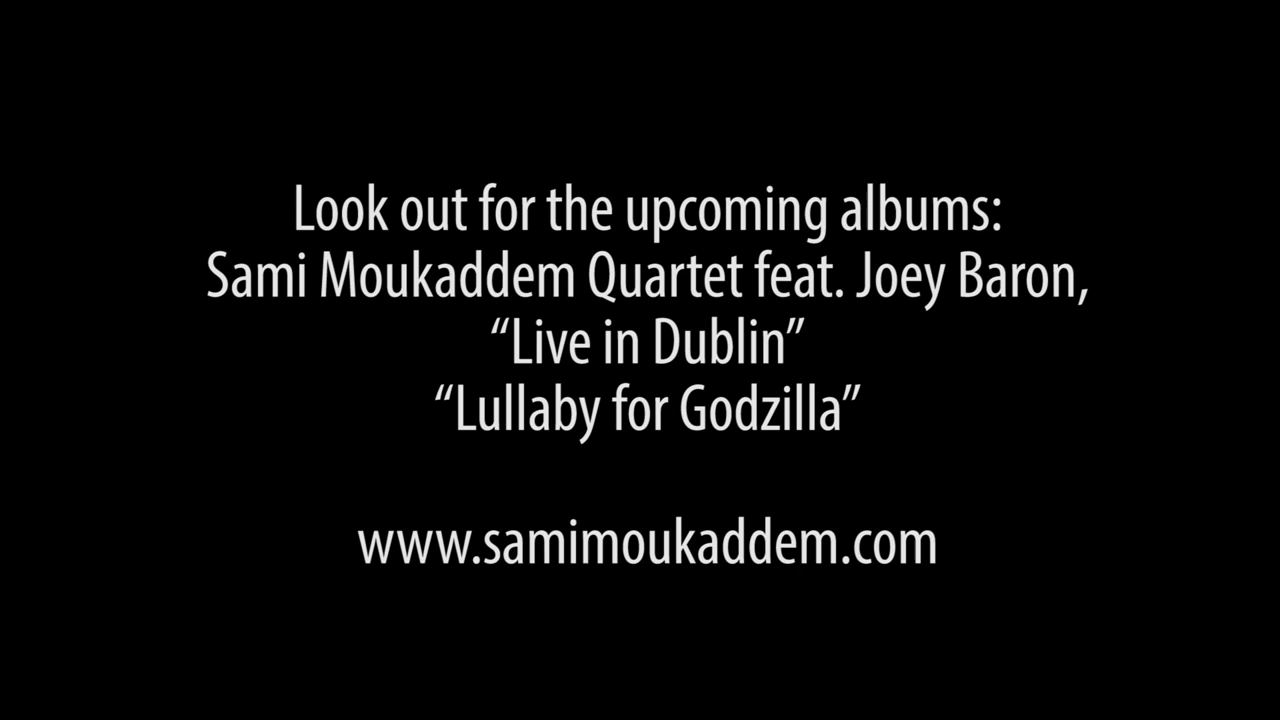 Look out for the upcoming albums:
Sami Moukaddem Quartet feat. Joey Baron,
“Live in Dublin”
“Lullaby for Godzilla”
www.samimoukaddem.com